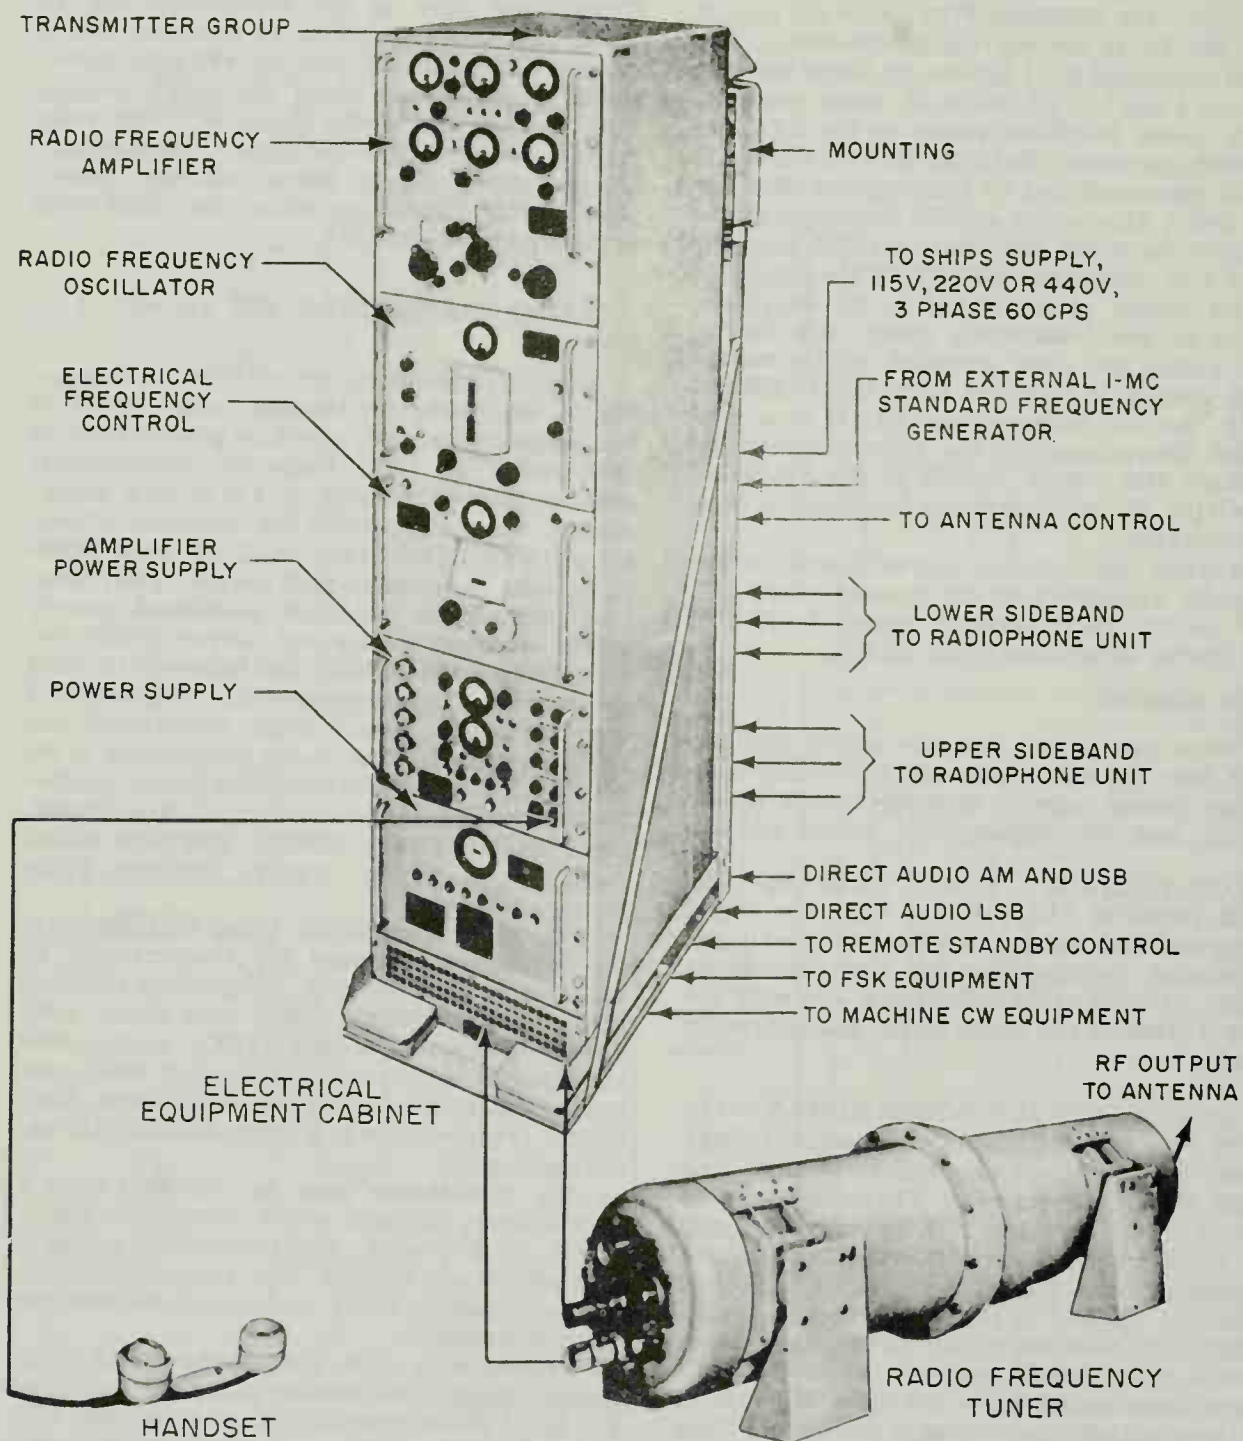 TRANSMITTER GROUP
RADIO FREQUENCY
AMPLIFIER
MOUNTING
RADIO FREQUENCY
OSCILLATOR
TO SHIPS SUPPLY,
115V, 220V OR 440V,
3 PHASE 60 CPS
ELECTRICAL
FREQUENCY
CONTROL
FROM EXTERNAL I-MC
STANDARD FREQUENCY
GENERATOR.
TO ANTENNA CONTROL
AMPLIFIER
POWER SUPPLY
LOWER SIDEBAND
TO RADIOPHONE UNIT
POWER SUPPLY
UPPER SIDEBAND
TO RADIOPHONE UNIT
DIRECT AUDIO AM AND USB
DIRECT AUDIO LSB
TO REMOTE STANDBY CONTROL
TO FSK EQUIPMENT
TO MACHINE CW EQUIPMENT
ELECTRICAL
EQUIPMENT CABINET
RF OUTPUT
TO ANTENNA
RADIO FREQUENCY
TUNER
HANDSET